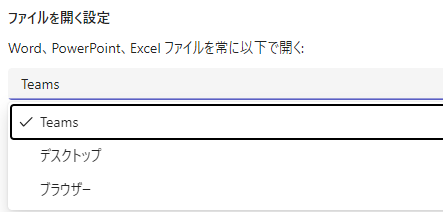 ファイルを開く設定
Word、PowerPoint、Excel ファイルを常に以下で開く:
Teams
Teams
デスクトップ
ブラウザー